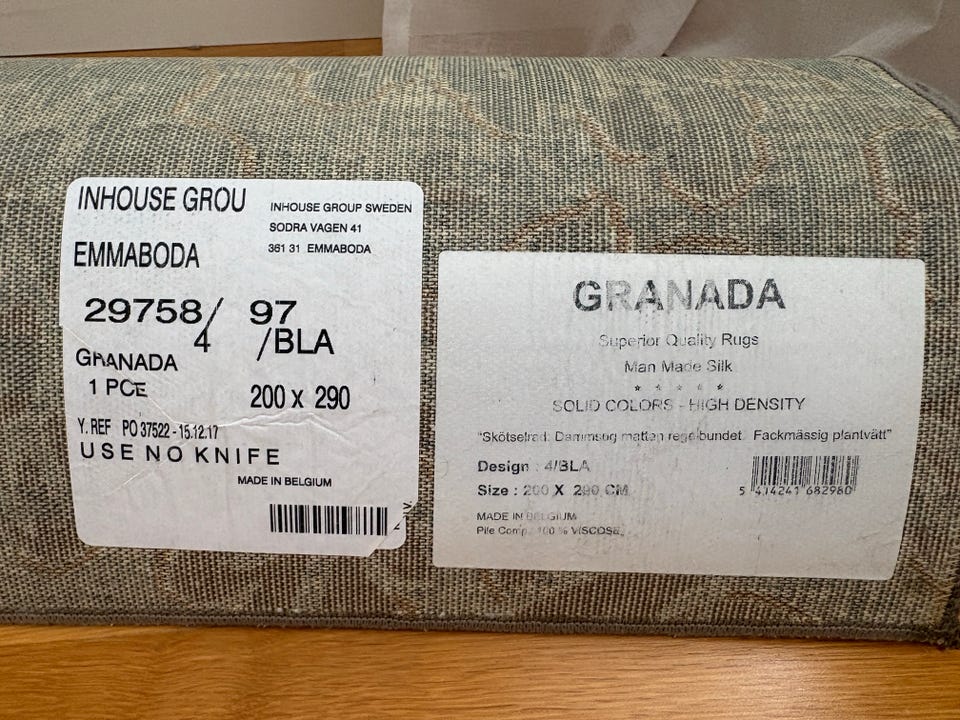 INHOUSE GROU
INHOUSE GROUP SWEDEN
SODRA VAGEN 41
361 31 EMMABODA
EMMABODA
29758/ 97
4 /BLA
GRANADA
1 PCE
200 x 290
Y. REF PO 37522 - 15.12.17
USE NO KNIFE
MADE IN BELGIUM
GRANADA
Superior Quality Rugs
Man Made Silk
SOLID COLORS - HIGH DENSITY
"Skötselråd: Dammsug mattan regelbundet. Fackmässig plantvätt"
Design : 4/BLA
Size : 200 X 290 CM
5 414241 682980
MADE IN BELGIUM
Pile Comp. 100 % VISCOSE